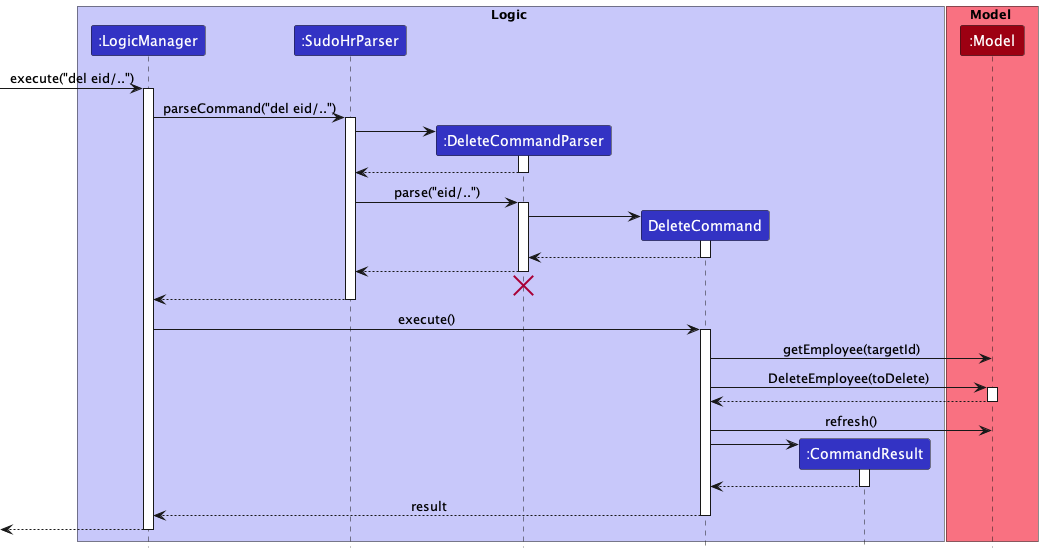 Logic
Model
:LogicManager
:SudoHrParser
:Model
execute("del eid/..")
parseCommand("del eid/..")
:DeleteCommandParser
parse("eid/..")
DeleteCommand
execute()
getEmployee(targetId)
DeleteEmployee(toDelete)
refresh()
:CommandResult
result